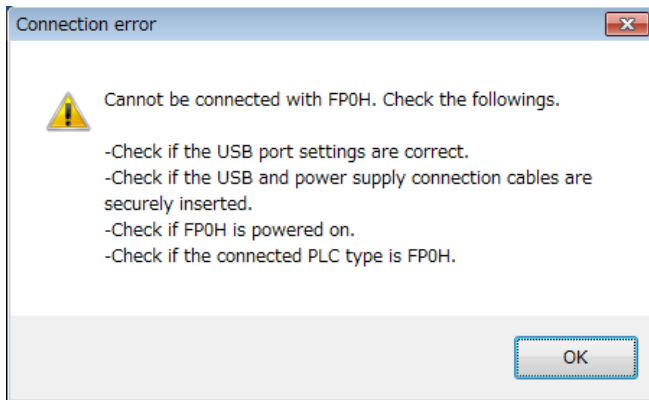 Connection error
Cannot be connected with FP0H. Check the followings.
-Check if the USB port settings are correct.
-Check if the USB and power supply connection cables are
securely inserted.
-Check if FP0H is powered on.
-Check if the connected PLC type is FP0H.
OK